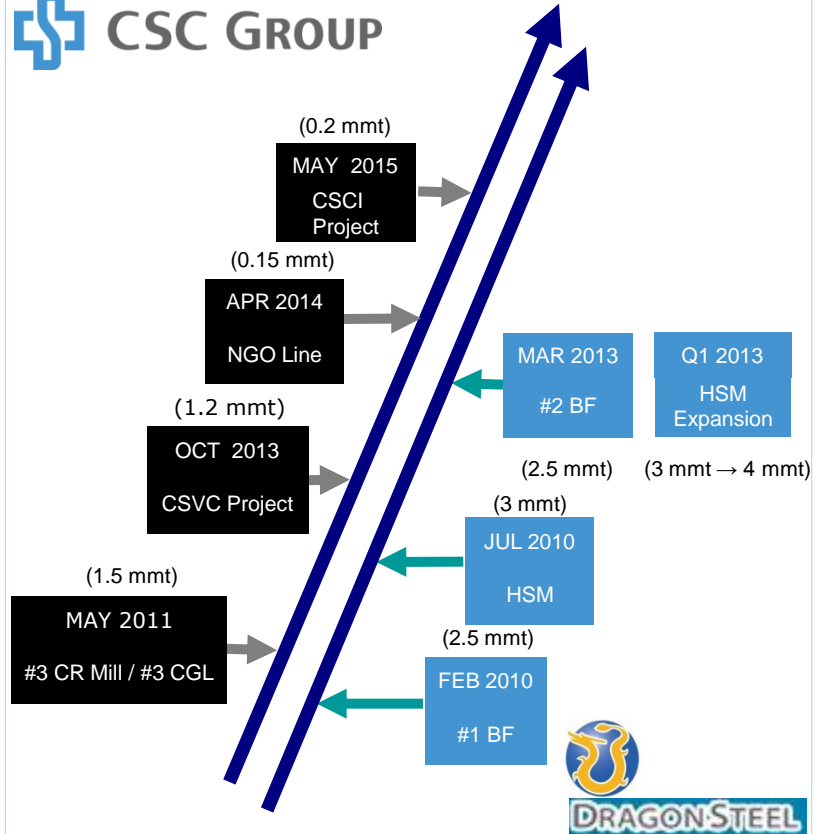 CSC GROUP
(0.2 mmt)
MAY 2015
CSCI
Project
(0.15 mmt)
APR 2014
NGO Line
(1.2 mmt)
OCT 2013
CSVC Project
(1.5 mmt)
MAY 2011
#3 CR Mill / #3 CGL
MAR 2013
#2 BF
(2.5 mmt)
Q1 2013
HSM
Expansion
(3 mmt → 4 mmt)
(3 mmt)
JUL 2010
HSM
(2.5 mmt)
FEB 2010
#1 BF
DRAGON STEEL